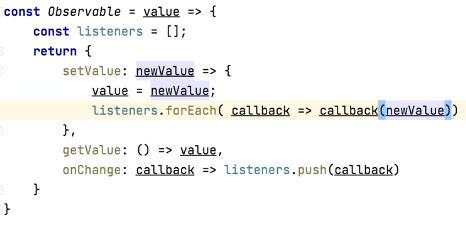 const Observable = value => {
    const listeners = [];
    return {
        setValue: newValue => {
            value = newValue;
            listeners.forEach( callback => callback(newValue))
        },
        getValue: () => value,
        onChange: callback => listeners.push(callback)
    }
}